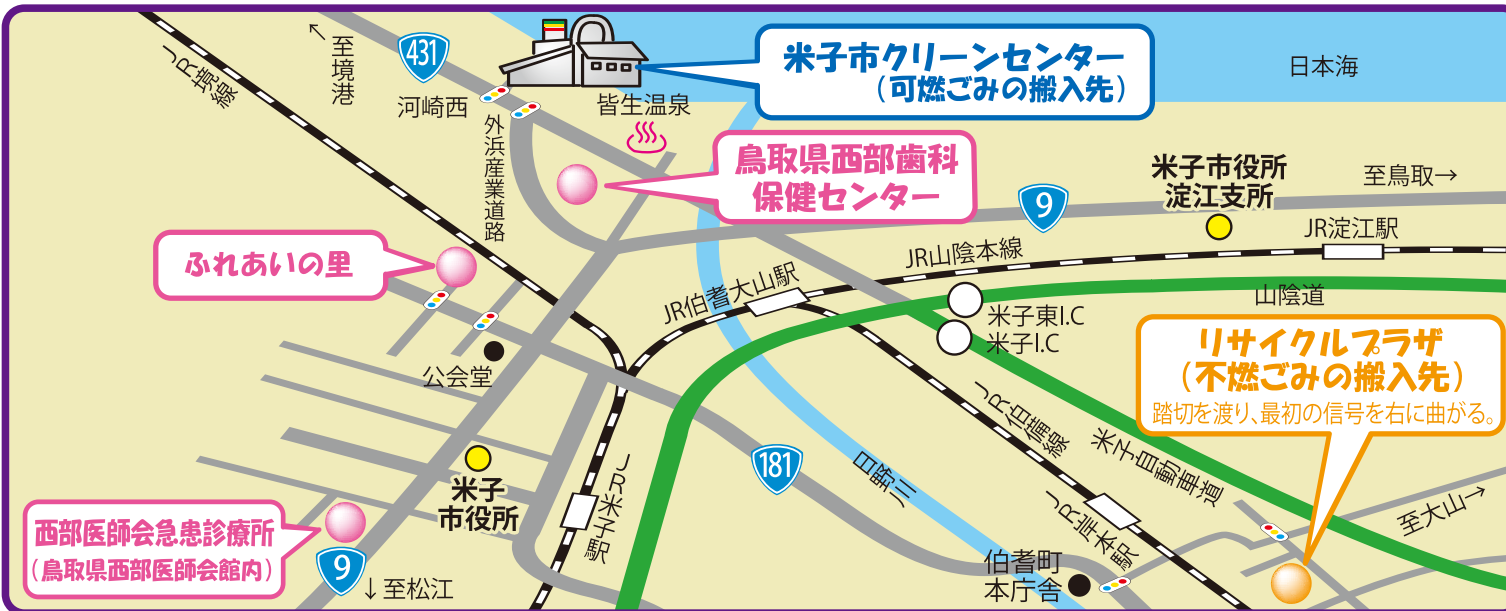 JR境線
↑至境港
431
河崎西
外浜産業道路
皆生温泉
米子市クリーンセンター
(可燃ごみの搬入先)
日本海
鳥取県西部歯科
保健センター
9
米子市役所
淀江支所
至鳥取→
JR淀江駅
JR山陰本線
ふれあいの里
JR伯耆大山駅
山陰道
米子東I.C
米子I.C
公会堂
リサイクルプラザ
(不燃ごみの搬入先)
踏切を渡り、最初の信号を右に曲がる。
JR伯備線
米子自動車道
181
日野川
米子
市役所
JR米子駅
JR岸本駅
至大山→
西部医師会急患診療所
(鳥取県西部医師会館内)
9
↓至松江
伯耆町
本庁舎